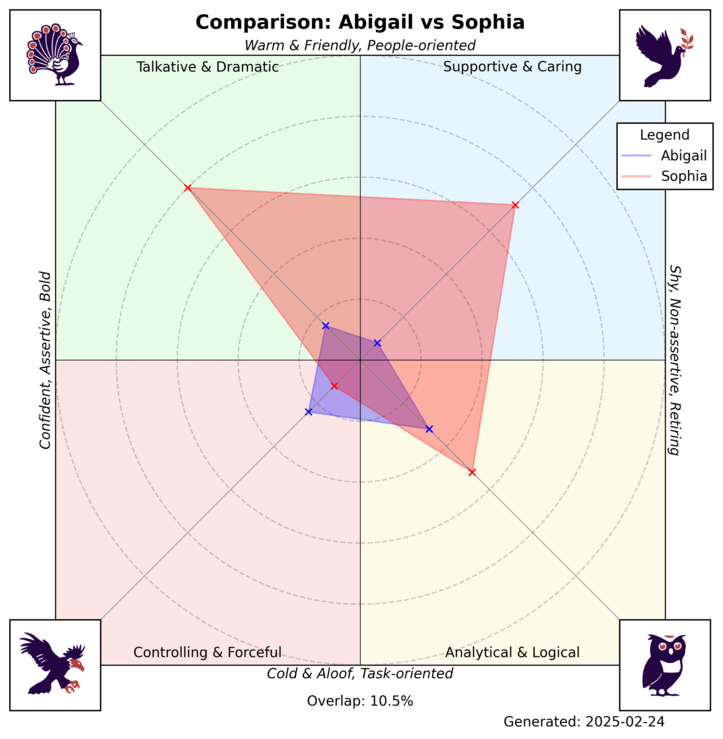 Comparison: Abigail vs Sophia
Warm & Friendly, People-oriented
Talkative & Dramatic
Supportive & Caring
Legend
Abigail
Sophia
Confident, Assertive, Bold
Shy, Non-assertive, Retiring
Controlling & Forceful
Analytical & Logical
Cold & Aloof, Task-oriented
Overlap: 10.5%
Generated: 2025-02-24